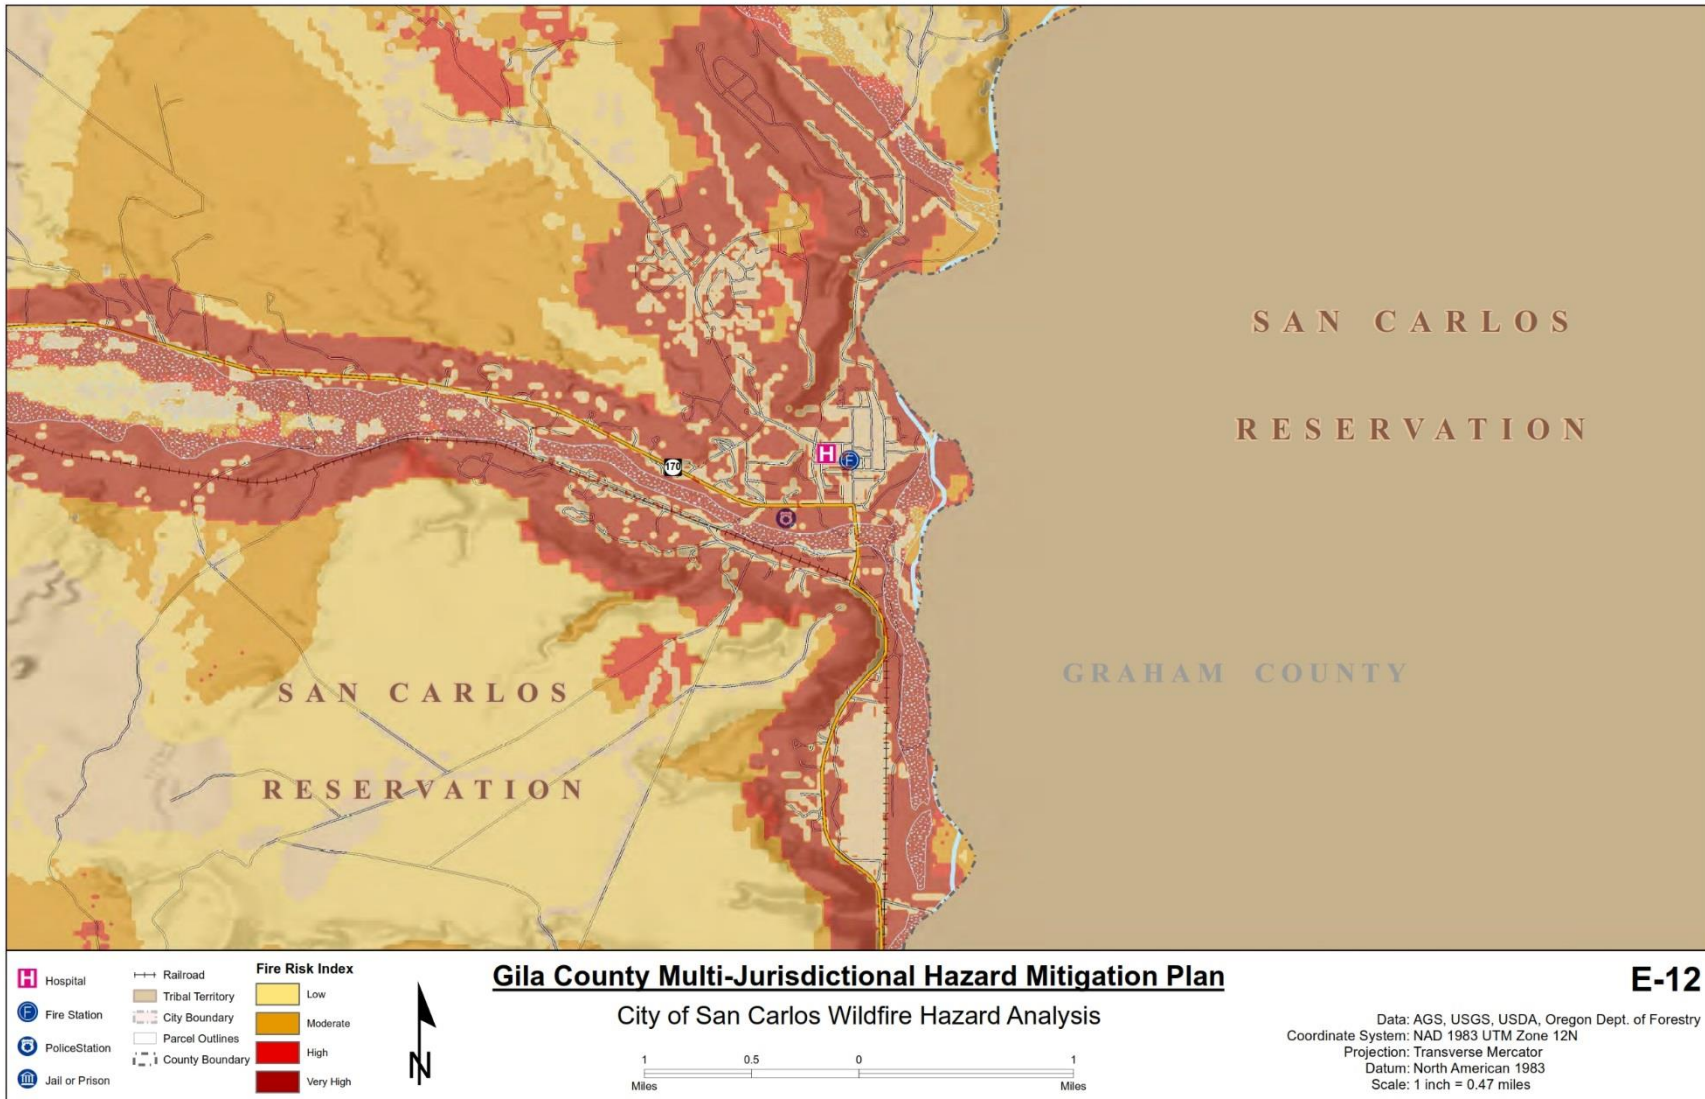 SAN CARLOS
RESERVATION
170
H
F
SAN CARLOS
RESERVATION
GRAHAM COUNTY
H Hospital
F Fire Station
PoliceStation
Jail or Prison
Railroad
Tribal Territory
City Boundary
Parcel Outlines
County Boundary
Fire Risk Index
Low
Moderate
High
Very High
N
Gila County Multi-Jurisdictional Hazard Mitigation Plan
City of San Carlos Wildfire Hazard Analysis
1 0.5 0 1
Miles Miles
E-12
Data: AGS, USGS, USDA, Oregon Dept. of Forestry
Coordinate System: NAD 1983 UTM Zone 12N
Projection: Transverse Mercator
Datum: North American 1983
Scale: 1 inch = 0.47 miles